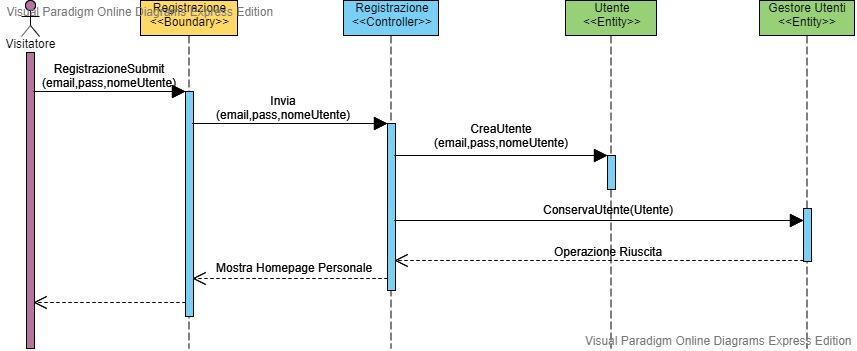 Visual Paradigm Online Diagrams Express Edition
Registrazione
<<Boundary>>
Registrazione
<<Controller>>
Utente
<<Entity>>
Gestore Utenti
<<Entity>>
Visitatore
RegistrazioneSubmit
(email,pass,nomeUtente)
Invia
(email,pass,nomeUtente)
CreaUtente
(email,pass,nomeUtente)
ConservaUtente(Utente)
Operazione Riuscita
Mostra Homepage Personale
Visual Paradigm Online Diagrams Express Edition